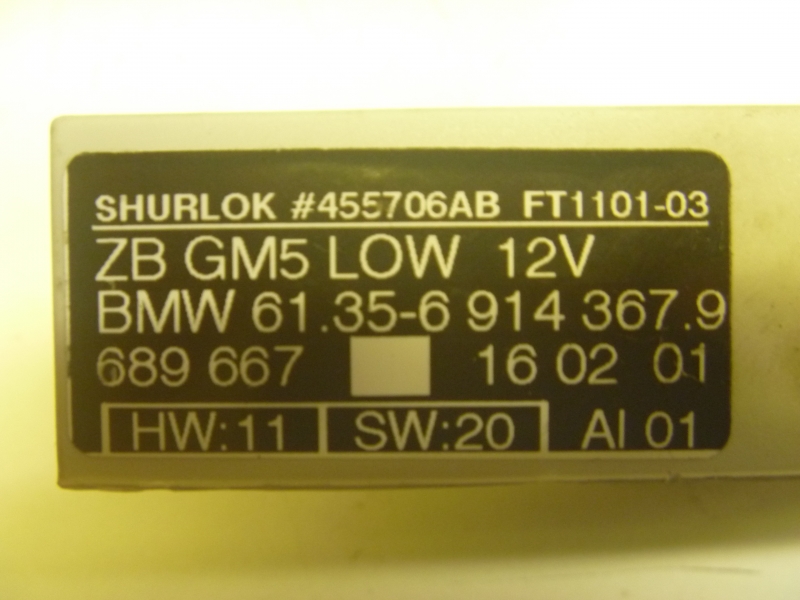 SHURLOK #455706AB FT1101-03
ZB GM5 LOW 12V
BMW 61.35-6 914 367.9
689 667 16 02 01
HW:11 SW:20 AI 01